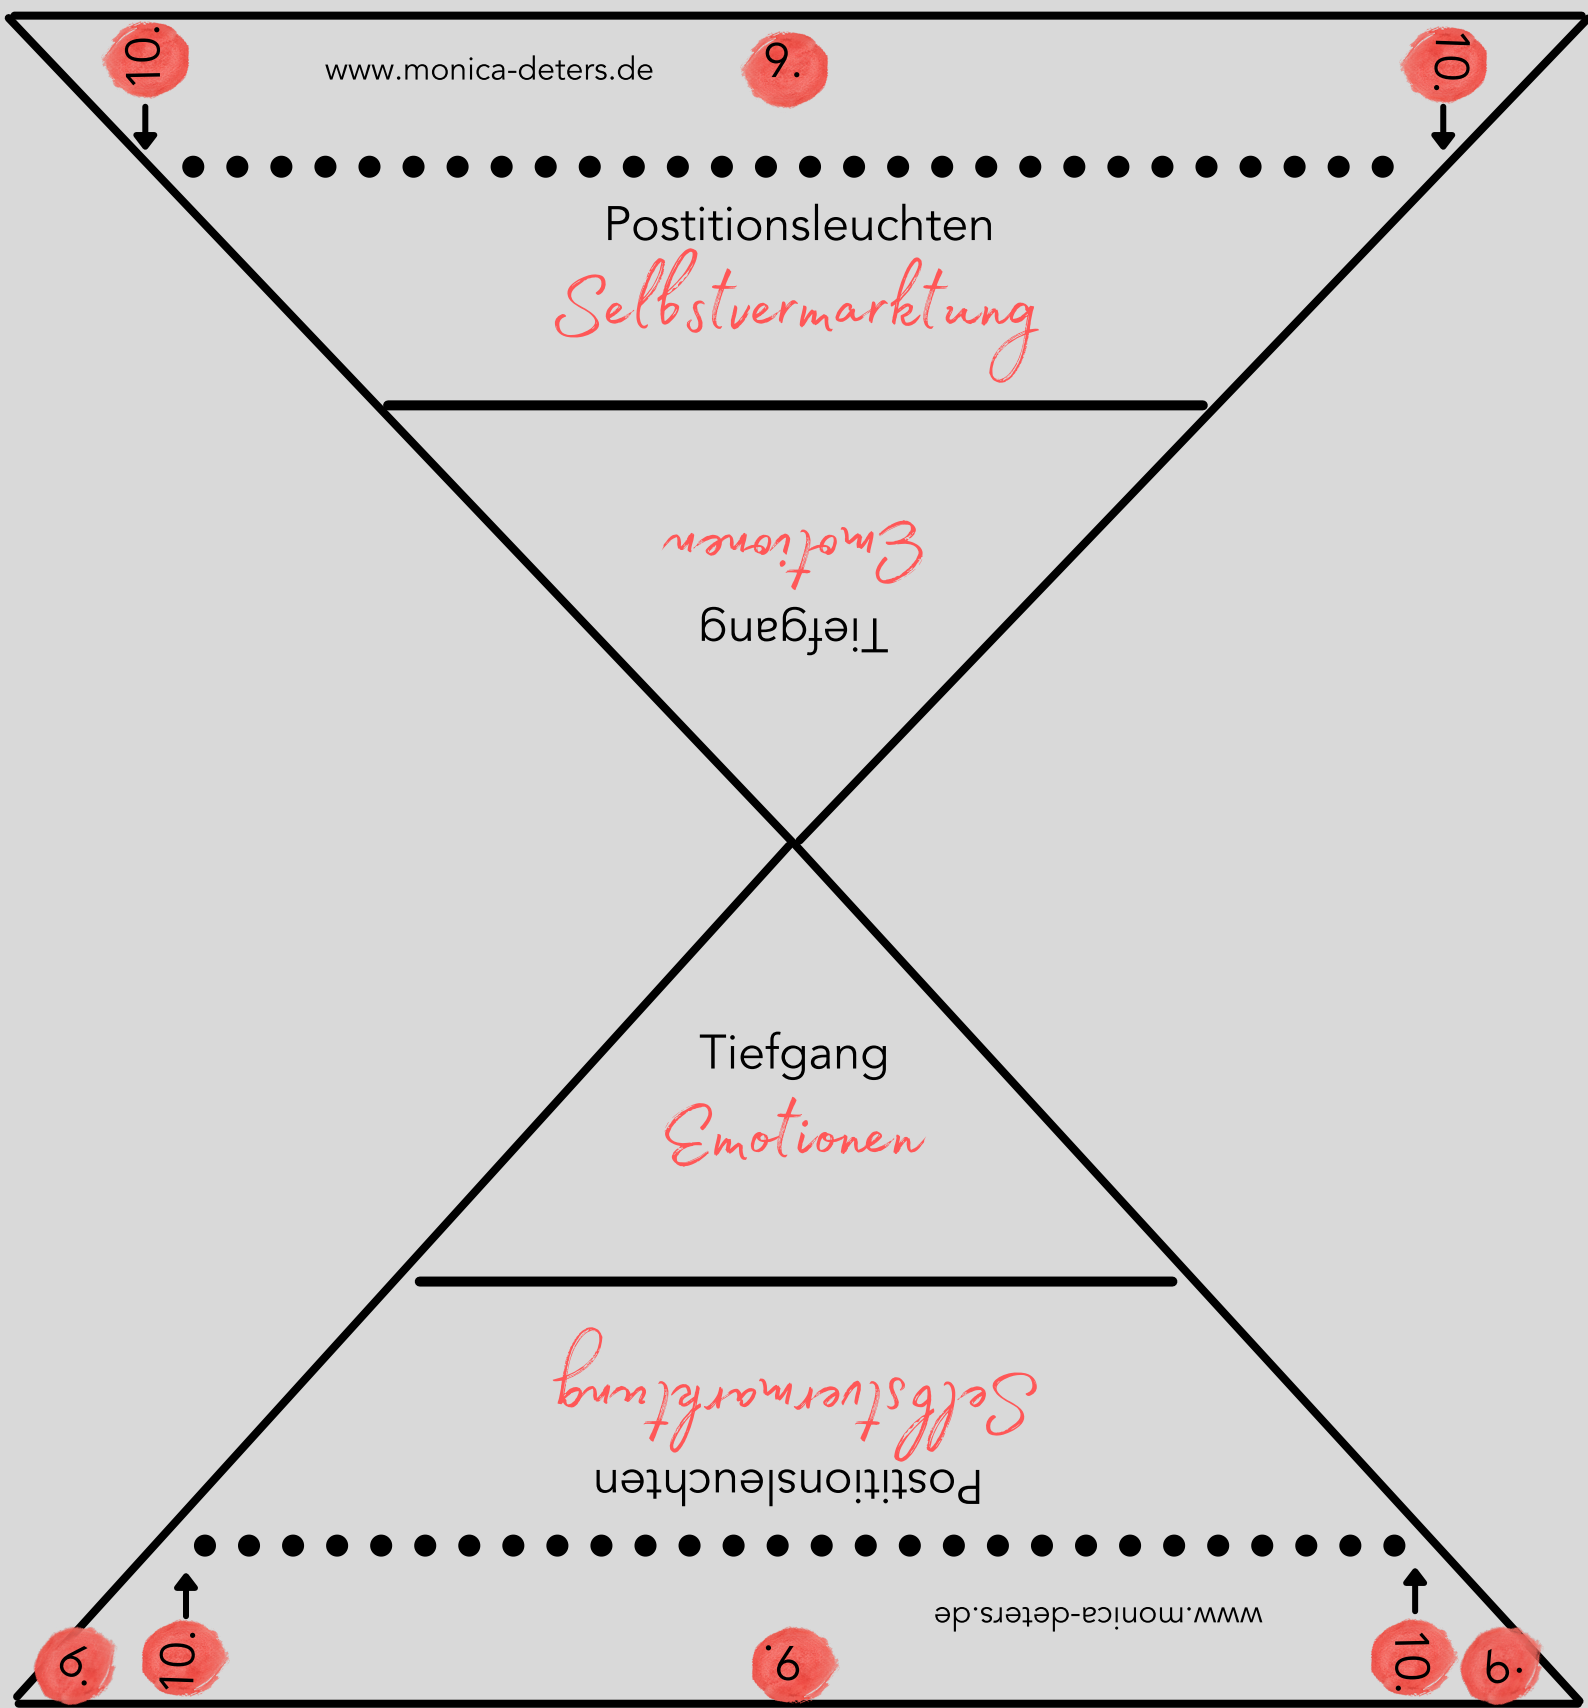 10.
www.monica-deters.de
9.
10.
Postitionsleuchten
Selbstvermarktung
Emotionen
Tiefgang
Tiefgang
Emotionen
Selbstvermarktung
Postitionsleuchten
www.monica-deters.de
6.
10.
9.
10.
9.